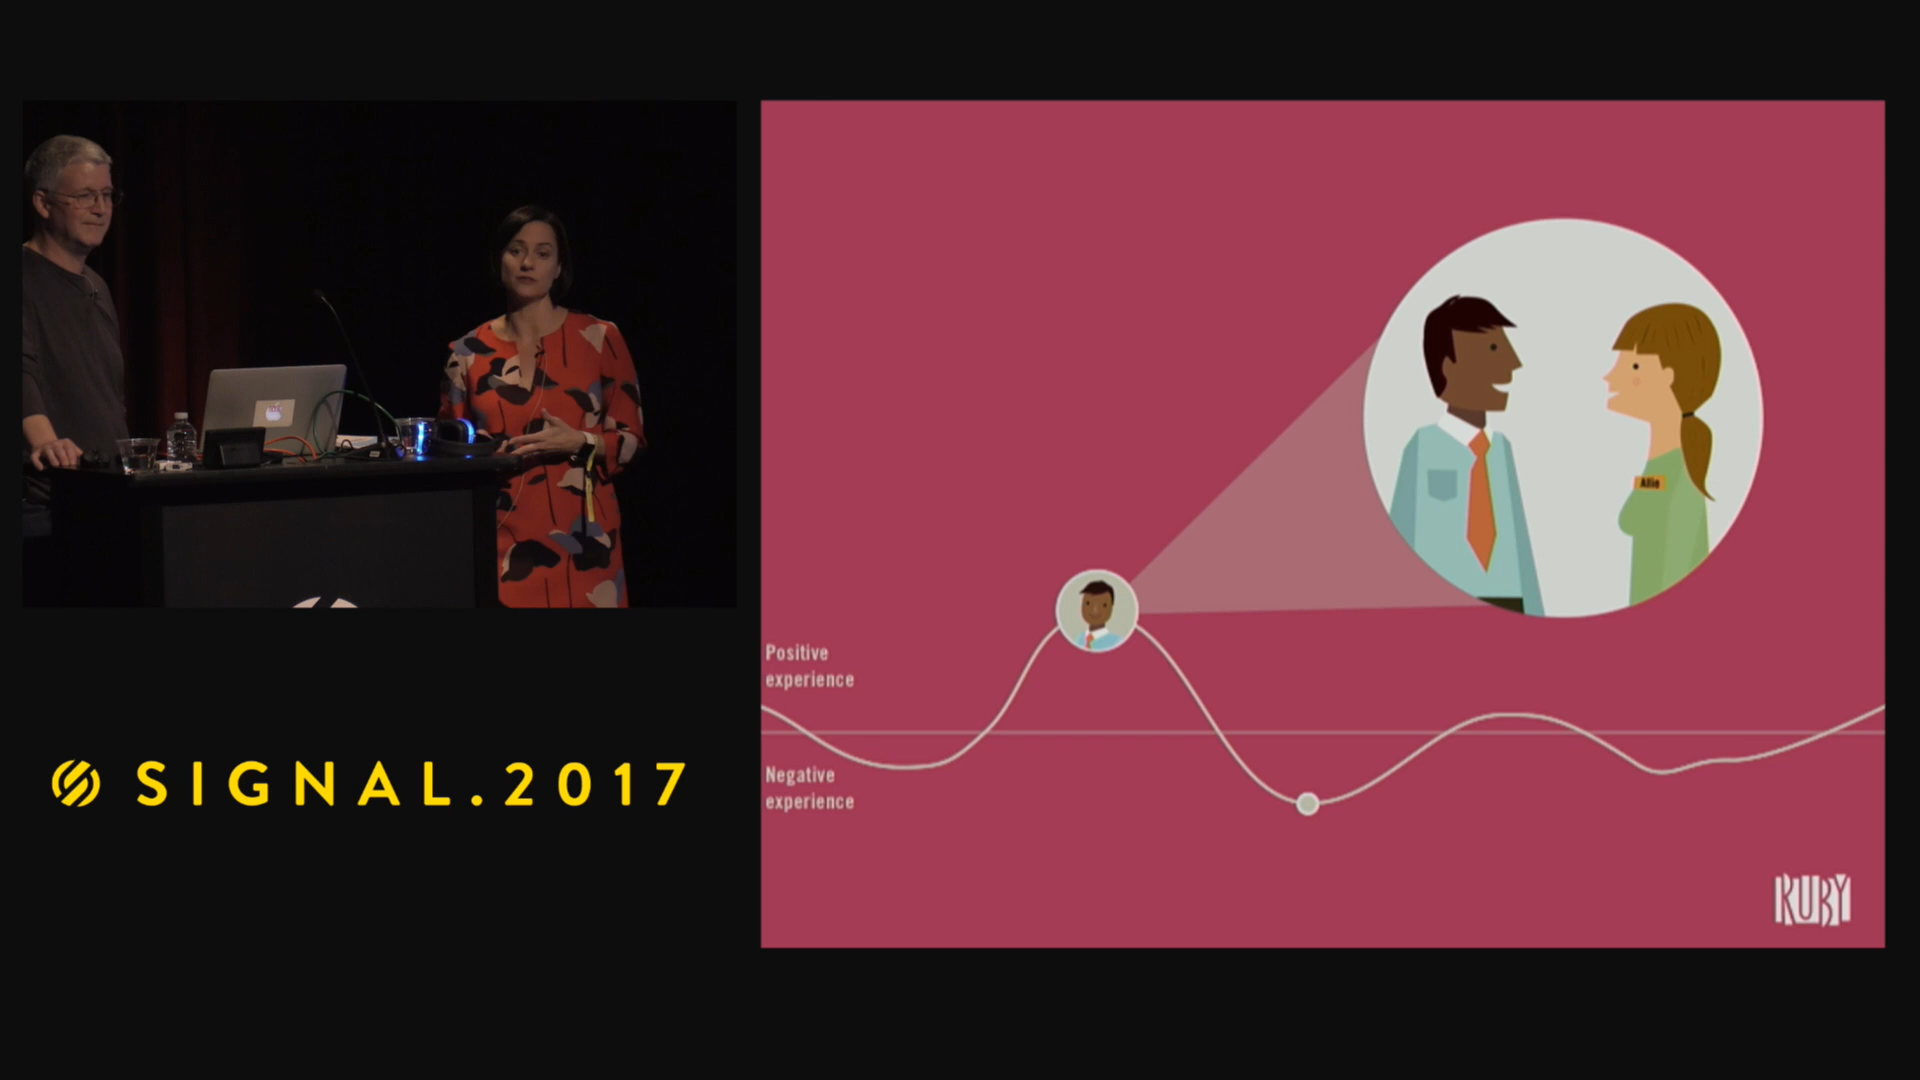 SIGNAL.2017
Positive
experience
Negative
experience
Allie
RUBY